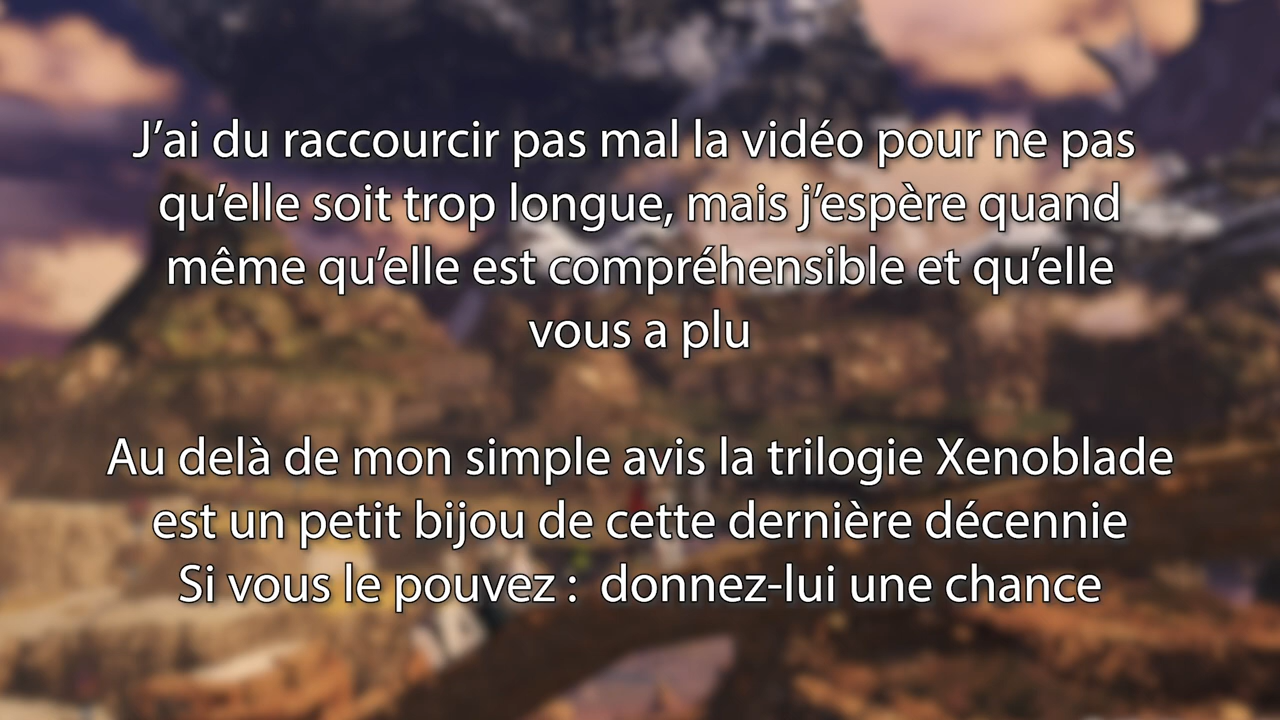 J’ai du raccourcir pas mal la vidéo pour ne pas
qu’elle soit trop longue, mais j’espère quand
même qu’elle est compréhensible et qu’elle
vous a plu
Au delà de mon simple avis la trilogie Xenoblade
est un petit bijou de cette dernière décennie
Si vous le pouvez :  donnez-lui une chance